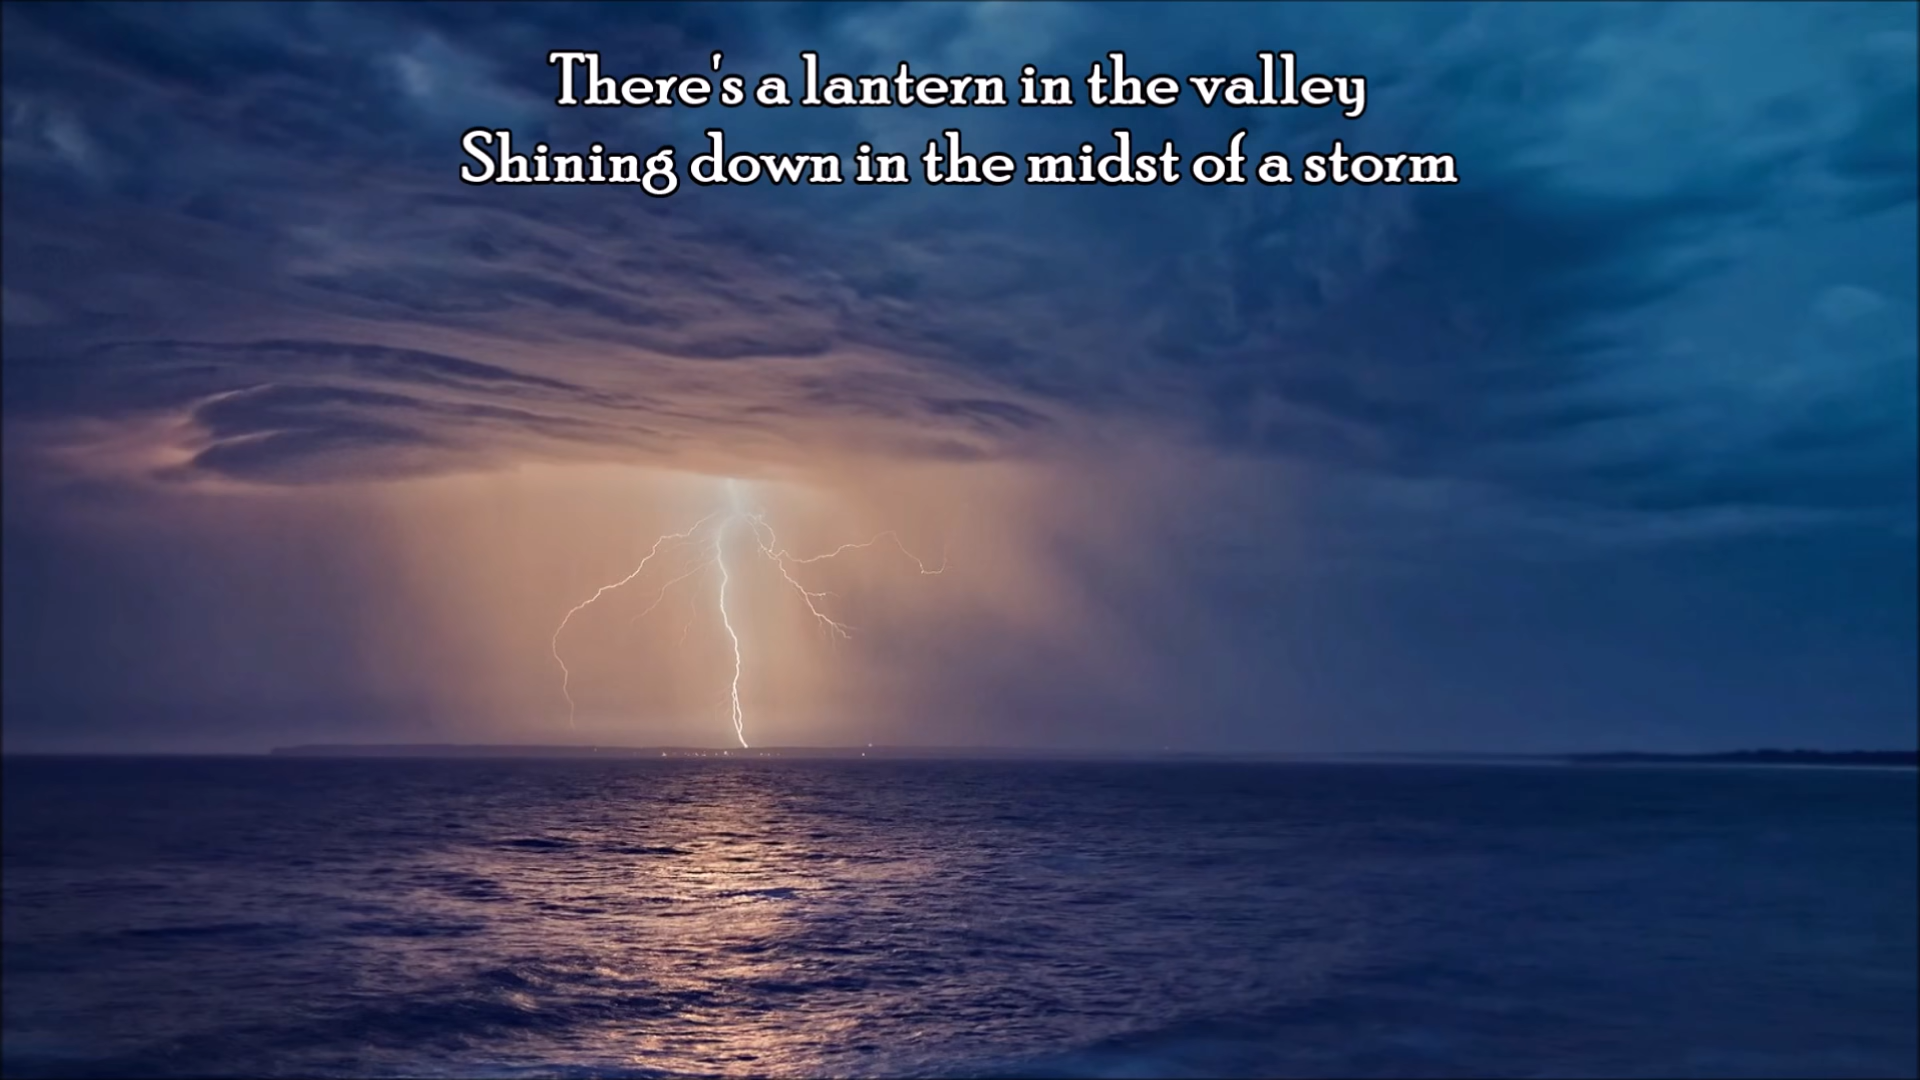 There's a lantern in the valley
Shining down in the midst of a storm